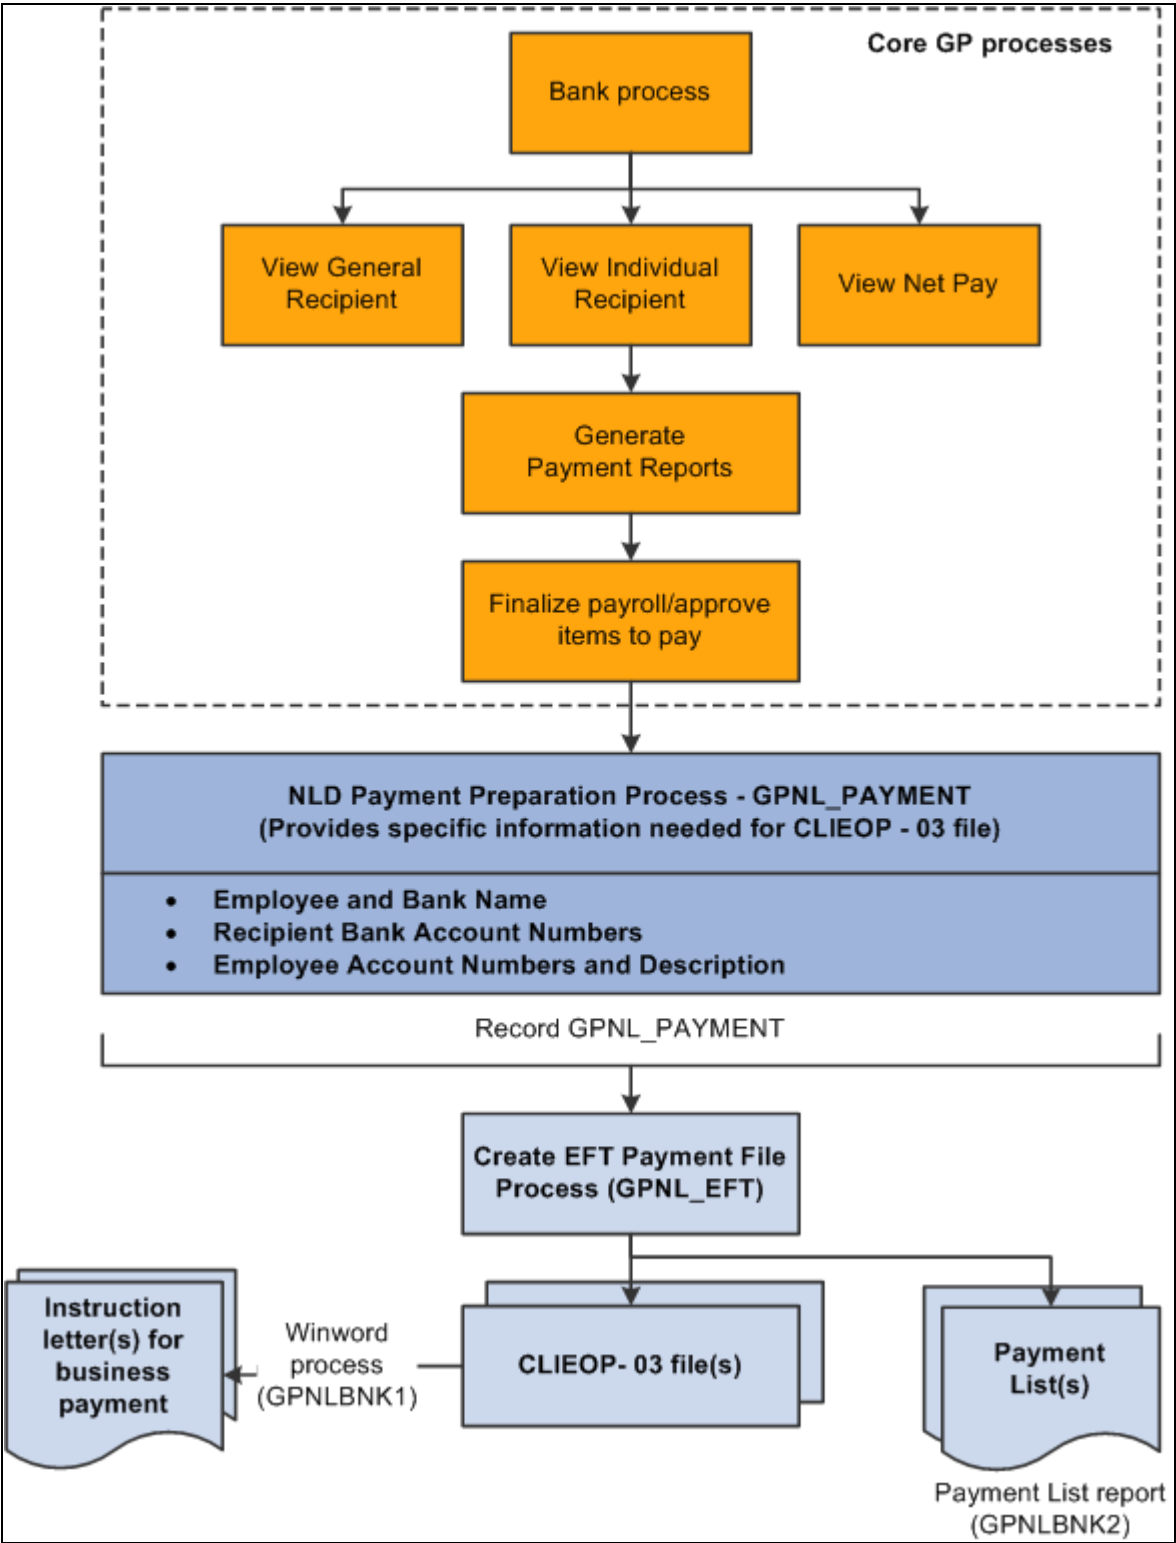 Core GP processes
Bank process
View General
Recipient
View Individual
Recipient
View Net Pay
Generate
Payment Reports
Finalize payroll/approve
items to pay
NLD Payment Preparation Process - GPNL_PAYMENT
(Provides specific information needed for CLIEOP - 03 file)
• Employee and Bank Name
• Recipient Bank Account Numbers
• Employee Account Numbers and Description
Record GPNL_PAYMENT
Create EFT Payment File
Process (GPNL_EFT)
Instruction
letter(s) for
business
payment
Winword
process
(GPNLBNK1)
CLIEOP- 03 file(s)
Payment
List(s)
Payment List report
(GPNLBNK2)